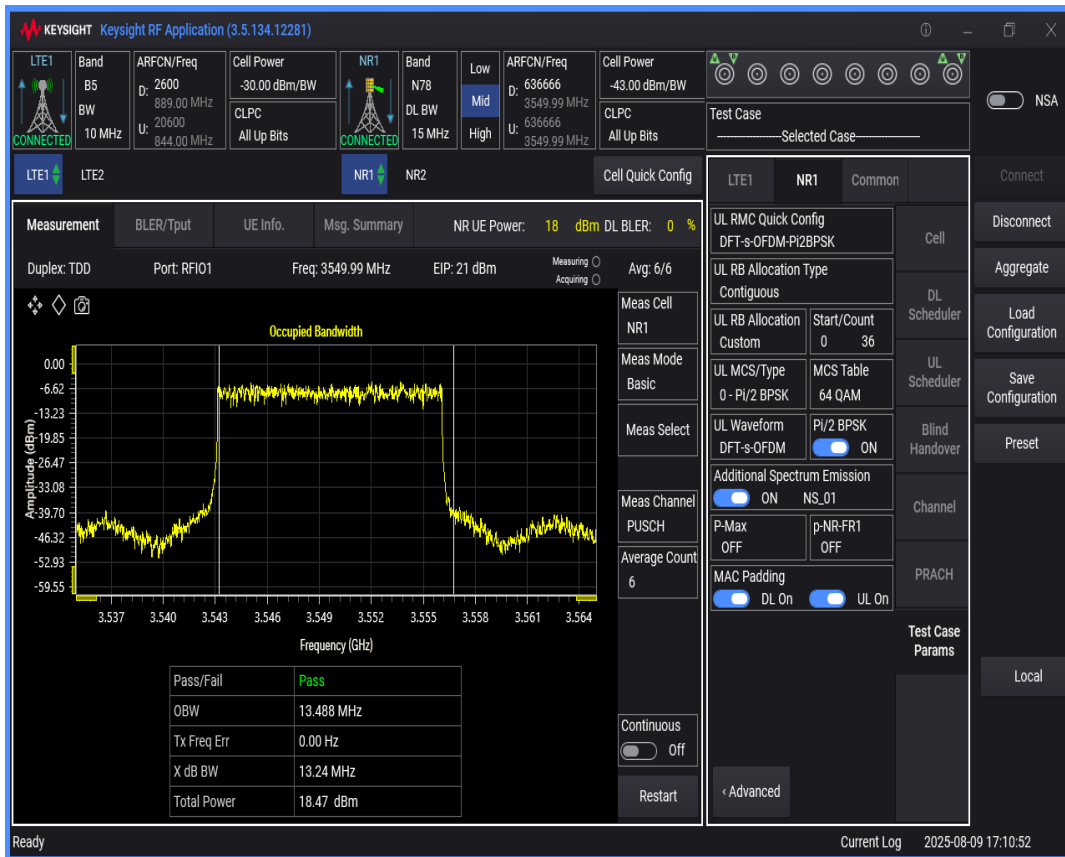 KEYSIGHT Keysight RF Application (3.5.134.12281)
LTE1
CONNECTED
Band
B5
BW
10 MHz
ARFCN/Freq
D: 2600
889.00 MHz
U: 20600
844.00 MHz
Cell Power
-30.00 dBm/BW
CLPC
All Up Bits
NR1
CONNECTED
Band
N78
DL BW
15 MHz
Low
Mid
High
ARFCN/Freq
D: 636666
3549.99 MHz
U: 636666
3549.99 MHz
Cell Power
-43.00 dBm/BW
CLPC
All Up Bits
Test Case
Selected Case
NSA
LTE1 LTE2 NR1 NR2 Cell Quick Config
Measurement BLER/Tput UE Info. Msg. Summary NR UE Power: 18 dBm DL BLER: 0 %
Duplex: TDD Port: RFIO1 Freq: 3549.99 MHz EIP: 21 dBm Measuring Avg: 6/6
Acquiring
Occupied Bandwidth
Amplitude (dBm)
0.00
-6.62
-13.23
-19.85
-26.47
-33.08
-39.70
-46.32
-52.93
-59.55
3.537 3.540 3.543 3.546 3.549 3.552 3.555 3.558 3.561 3.564
Frequency (GHz)
Pass/Fail Pass
OBW 13.488 MHz
Tx Freq Err 0.00 Hz
X dB BW 13.24 MHz
Total Power 18.47 dBm
Meas Cell
NR1
Meas Mode
Basic
Meas Select
Meas Channel
PUSCH
Average Count
6
Continuous
Off
Restart
LTE1 NR1 Common
UL RMC Quick Config
DFT-s-OFDM-Pi2BPSK
UL RB Allocation Type
Contiguous
UL RB Allocation Start/Count
Custom 0 36
UL MCS/Type MCS Table
0 - Pi/2 BPSK 64 QAM
UL Waveform Pi/2 BPSK
DFT-s-OFDM ON
Additional Spectrum Emission
ON NS_01
P-Max p-NR-FR1
OFF OFF
MAC Padding
DL On UL On
‹ Advanced
Cell
DL
Scheduler
UL
Scheduler
Blind
Handover
Channel
PRACH
Test Case
Params
Connect
Disconnect
Aggregate
Load
Configuration
Save
Configuration
Preset
Local
Ready Current Log 2025-08-09 17:10:52